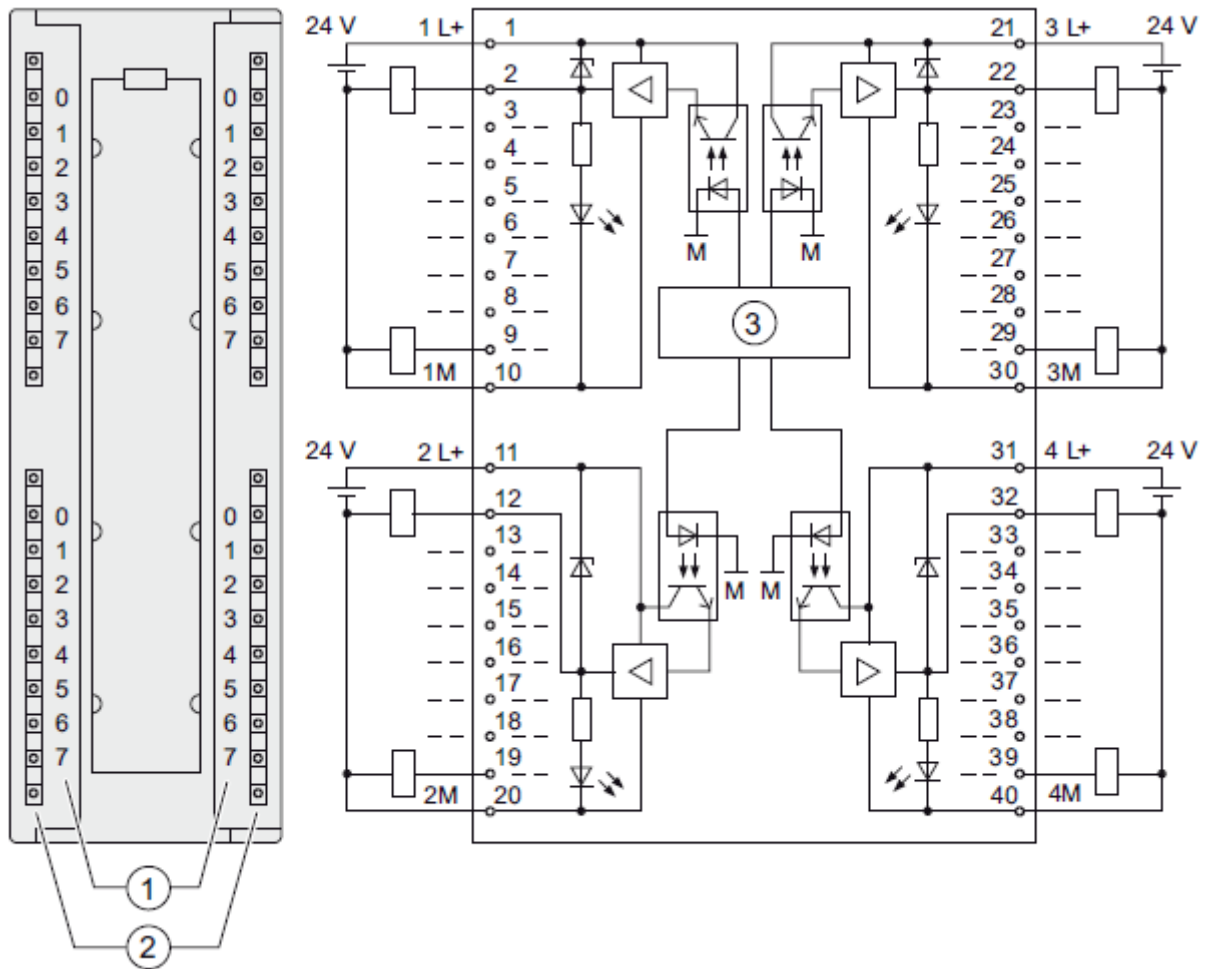 24 V 1 L+ 1 21 3 L+ 24 V
2 22
0 0 3 23
1 1 4 24
2 2 5 25
3 3 6 26
4 4 M M
5 5 7 27
6 6 8 28
7 7 9 3 29
1M 10 30 3M
24 V 2 L+ 11 31 4 L+ 24 V
12 32
0 0 13 33
1 1 14 M M 34
2 2 15 35
3 3 16 36
4 4 17 37
5 5 18 38
6 6 19 39
7 7 2M 20 40 4M
1
2